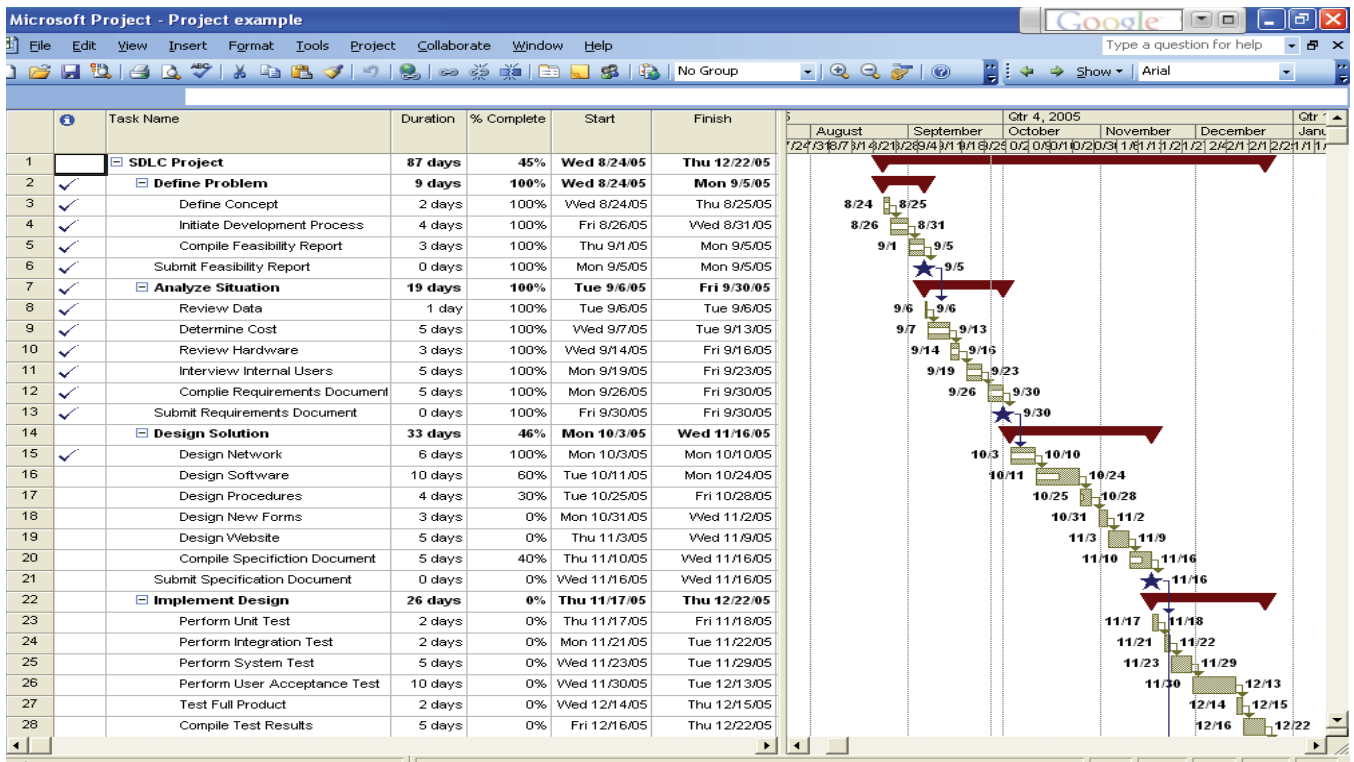 Microsoft Project - Project example
Google
File Edit View Insert Format Tools Project Collaborate Window Help
Type a question for help
No Group Show Arial
Task Name Duration % Complete Start Finish
Qtr 4, 2005 Qtr
August September October November December
1 SDLC Project 87 days 45% Wed 8/24/05 Thu 12/22/05
2 Define Problem 9 days 100% Wed 8/24/05 Mon 9/5/05
3 Define Concept 2 days 100% Wed 8/24/05 Thu 8/25/05 8/24 8/25
4 Initiate Development Process 4 days 100% Fri 8/26/05 Wed 8/31/05 8/26 8/31
5 Compile Feasibility Report 3 days 100% Thu 9/1/05 Mon 9/5/05 9/1 9/5
6 Submit Feasibility Report 0 days 100% Mon 9/5/05 Mon 9/5/05 9/5
7 Analyze Situation 19 days 100% Tue 9/6/05 Fri 9/30/05
8 Review Data 1 day 100% Tue 9/6/05 Tue 9/6/05 9/6 9/6
9 Determine Cost 5 days 100% Wed 9/7/05 Tue 9/13/05 9/7 9/13
10 Review Hardware 3 days 100% Wed 9/14/05 Fri 9/16/05 9/14 9/16
11 Interview Internal Users 5 days 100% Mon 9/19/05 Fri 9/23/05 9/19 9/23
12 Complie Requirements Document 5 days 100% Mon 9/26/05 Fri 9/30/05 9/26 9/30
13 Submit Requirements Document 0 days 100% Fri 9/30/05 Fri 9/30/05 9/30
14 Design Solution 33 days 46% Mon 10/3/05 Wed 11/16/05
15 Design Network 6 days 100% Mon 10/3/05 Mon 10/10/05 10/3 10/10
16 Design Software 10 days 60% Tue 10/11/05 Mon 10/24/05 10/11 10/24
17 Design Procedures 4 days 30% Tue 10/25/05 Fri 10/28/05 10/25 10/28
18 Design New Forms 3 days 0% Mon 10/31/05 Wed 11/2/05 10/31 11/2
19 Design Website 5 days 0% Thu 11/3/05 Wed 11/9/05 11/3 11/9
20 Compile Specifiction Document 5 days 40% Thu 11/10/05 Wed 11/16/05 11/10 11/16
21 Submit Specification Document 0 days 0% Wed 11/16/05 Wed 11/16/05 11/16
22 Implement Design 26 days 0% Thu 11/17/05 Thu 12/22/05
23 Perform Unit Test 2 days 0% Thu 11/17/05 Fri 11/18/05 11/17 11/18
24 Perform Integration Test 2 days 0% Mon 11/21/05 Tue 11/22/05 11/21 11/22
25 Perform System Test 5 days 0% Wed 11/23/05 Tue 11/29/05 11/23 11/29
26 Perform User Acceptance Test 10 days 0% Wed 11/30/05 Tue 12/13/05 11/30 12/13
27 Test Full Product 2 days 0% Wed 12/14/05 Thu 12/15/05 12/14 12/15
28 Compile Test Results 5 days 0% Fri 12/16/05 Thu 12/22/05 12/16 12/22